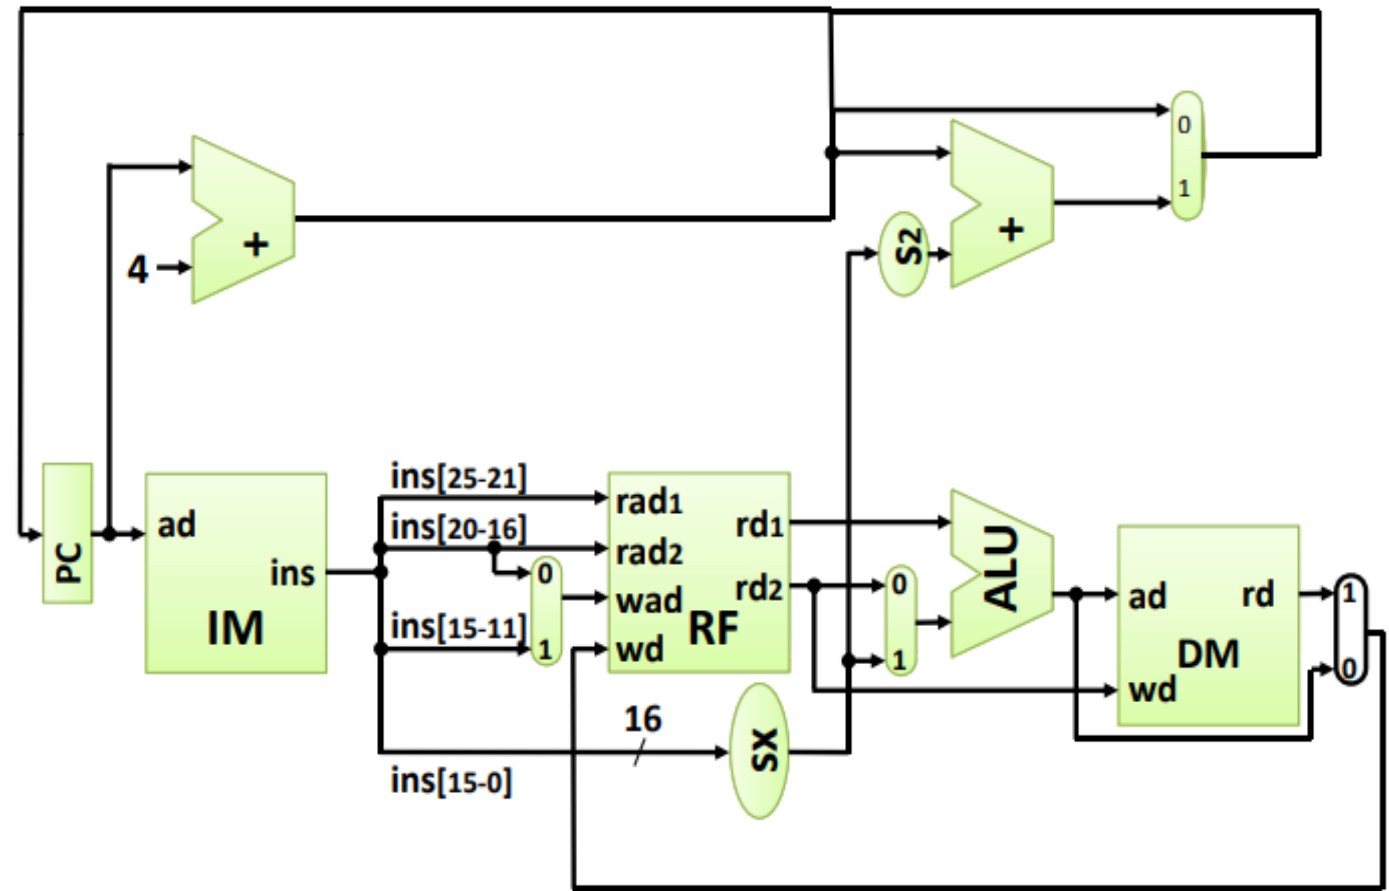 0
1
+
+
S2
4
PC
ad
ins
IM
ins[25-21]
ins[20-16]
0
ins[15-11]
1
rad1
rad2
wad
wd
rd1
rd2
RF
0
1
ALU
ad
rd
DM
wd
1
0
16
sx
ins[15-0]